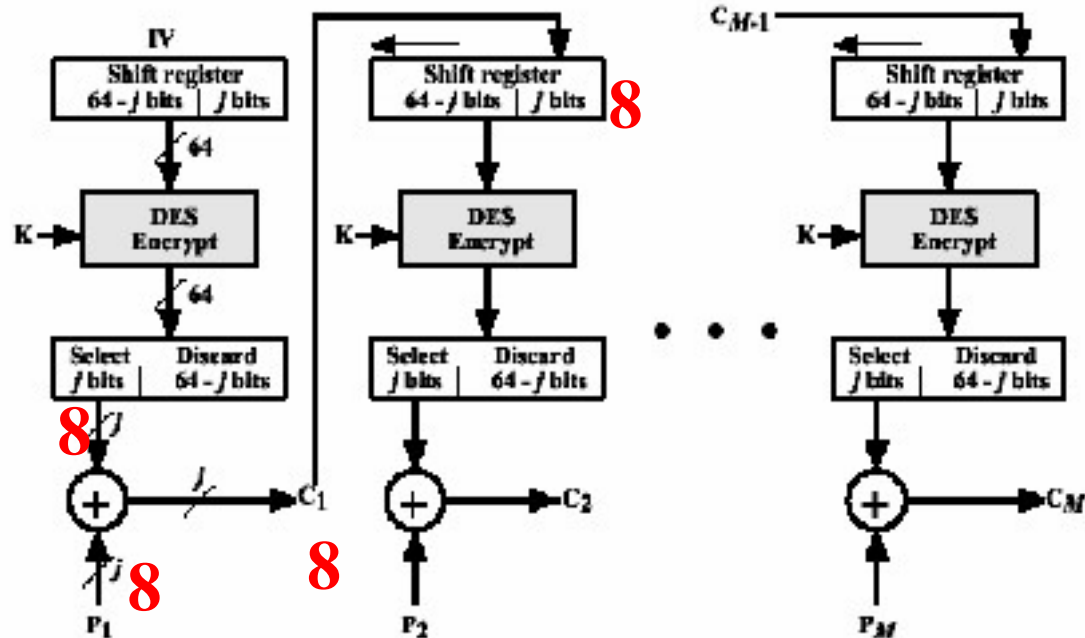 IV
C M-1
Shift register
64 - j bits | j bits
8
Shift register
64 - j bits | j bits
Shift register
64 - j bits | j bits
64
K
DES
Encrypt
K
DES
Encrypt
K
DES
Encrypt
64
Select
j bits
Discard
64 - j bits
Select
j bits
Discard
64 - j bits
Select
j bits
Discard
64 - j bits
8
j
j
C1
C2
CM
j
8
8
P1
P2
PM